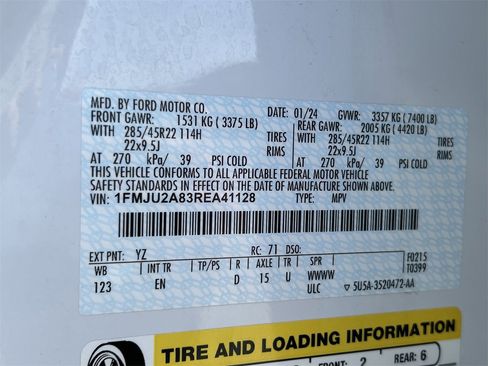 MFD. BY FORD MOTOR CO. 01/24 GVWR: 3357 KG (7400 LB)
FRONT GAWR: 1531 KG (3375 LB) REAR GAWR: 2005 KG (4420 LB)
WITH 285/45R22 114H TIRES WITH 285/45R22 114H TIRES
22x9.5J RIMS 22x9.5J RIMS
AT 270 kPa/ 39 PSI COLD AT 270 kPa/ 39 PSI COLD
THIS VEHICLE CONFORMS TO ALL APPLICABLE FEDERAL MOTOR VEHICLE
SAFETY STANDARDS IN EFFECT ON THE DATE OF MANUFACTURE SHOWN ABOVE.
VIN: 1FMJU2A83REA41128 TYPE: MPV
EXT PNT: YZ RC: 71 DSO: F0215
WB INT TR TP/PS R AXLE TR SPR T0399
123 EN D 15 U WWWW
ULC ▽ 5U5A-3520472-AA
TIRE AND LOADING INFORMATION
FRONT: 2 REAR: 6